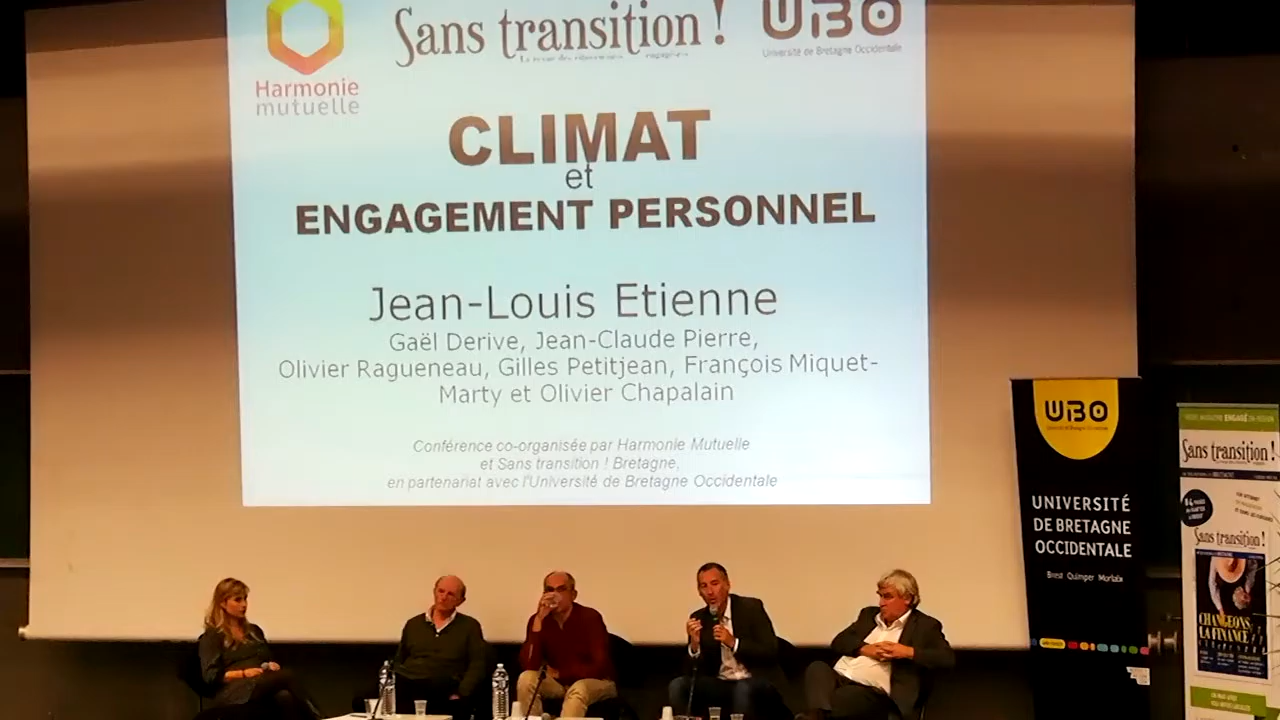 Harmonie
mutuelle
Sans transition !
UBO
Université de Bretagne Occidentale
CLIMAT
et
ENGAGEMENT PERSONNEL
Jean-Louis Etienne
Gaël Derive, Jean-Claude Pierre,
Olivier Ragueneau, Gilles Petitjean, François Miquet-
Marty et Olivier Chapalain
Conférence co-organisée par Harmonie Mutuelle
et Sans transition ! Bretagne,
en partenariat avec l'Université de Bretagne Occidentale
UBO
UNIVERSITÉ
DE BRETAGNE
OCCIDENTALE
Brest Quimper Morlaix
Sans transition!
Sans transition!
CHANGEONS
LA FINANCE